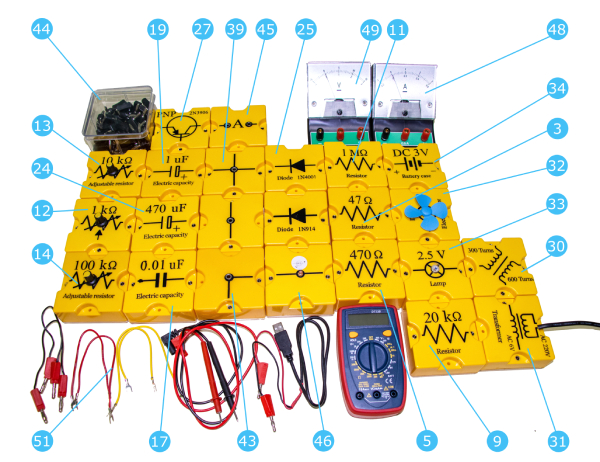 44
19
27
39
45
25
49
11
48
34
3
32
33
30
31
9
5
46
43
17
51
14
12
24
13
PNP 2N3906
A
V
A
10 kΩ
Adjustable resistor
1 uF
Electric capacity
Diode 1N4001
1 MΩ
Resistor
DC 3V
Battery case
1 kΩ
Adjustable resistor
470 uF
Electric capacity
Diode 1N914
47 Ω
Resistor
100 kΩ
Adjustable resistor
0.01 uF
Electric capacity
470 Ω
Resistor
2.5 V
Lamp
300 Turns
600 Turns
20 kΩ
Resistor
Transformer
AC 6V
AC 220V